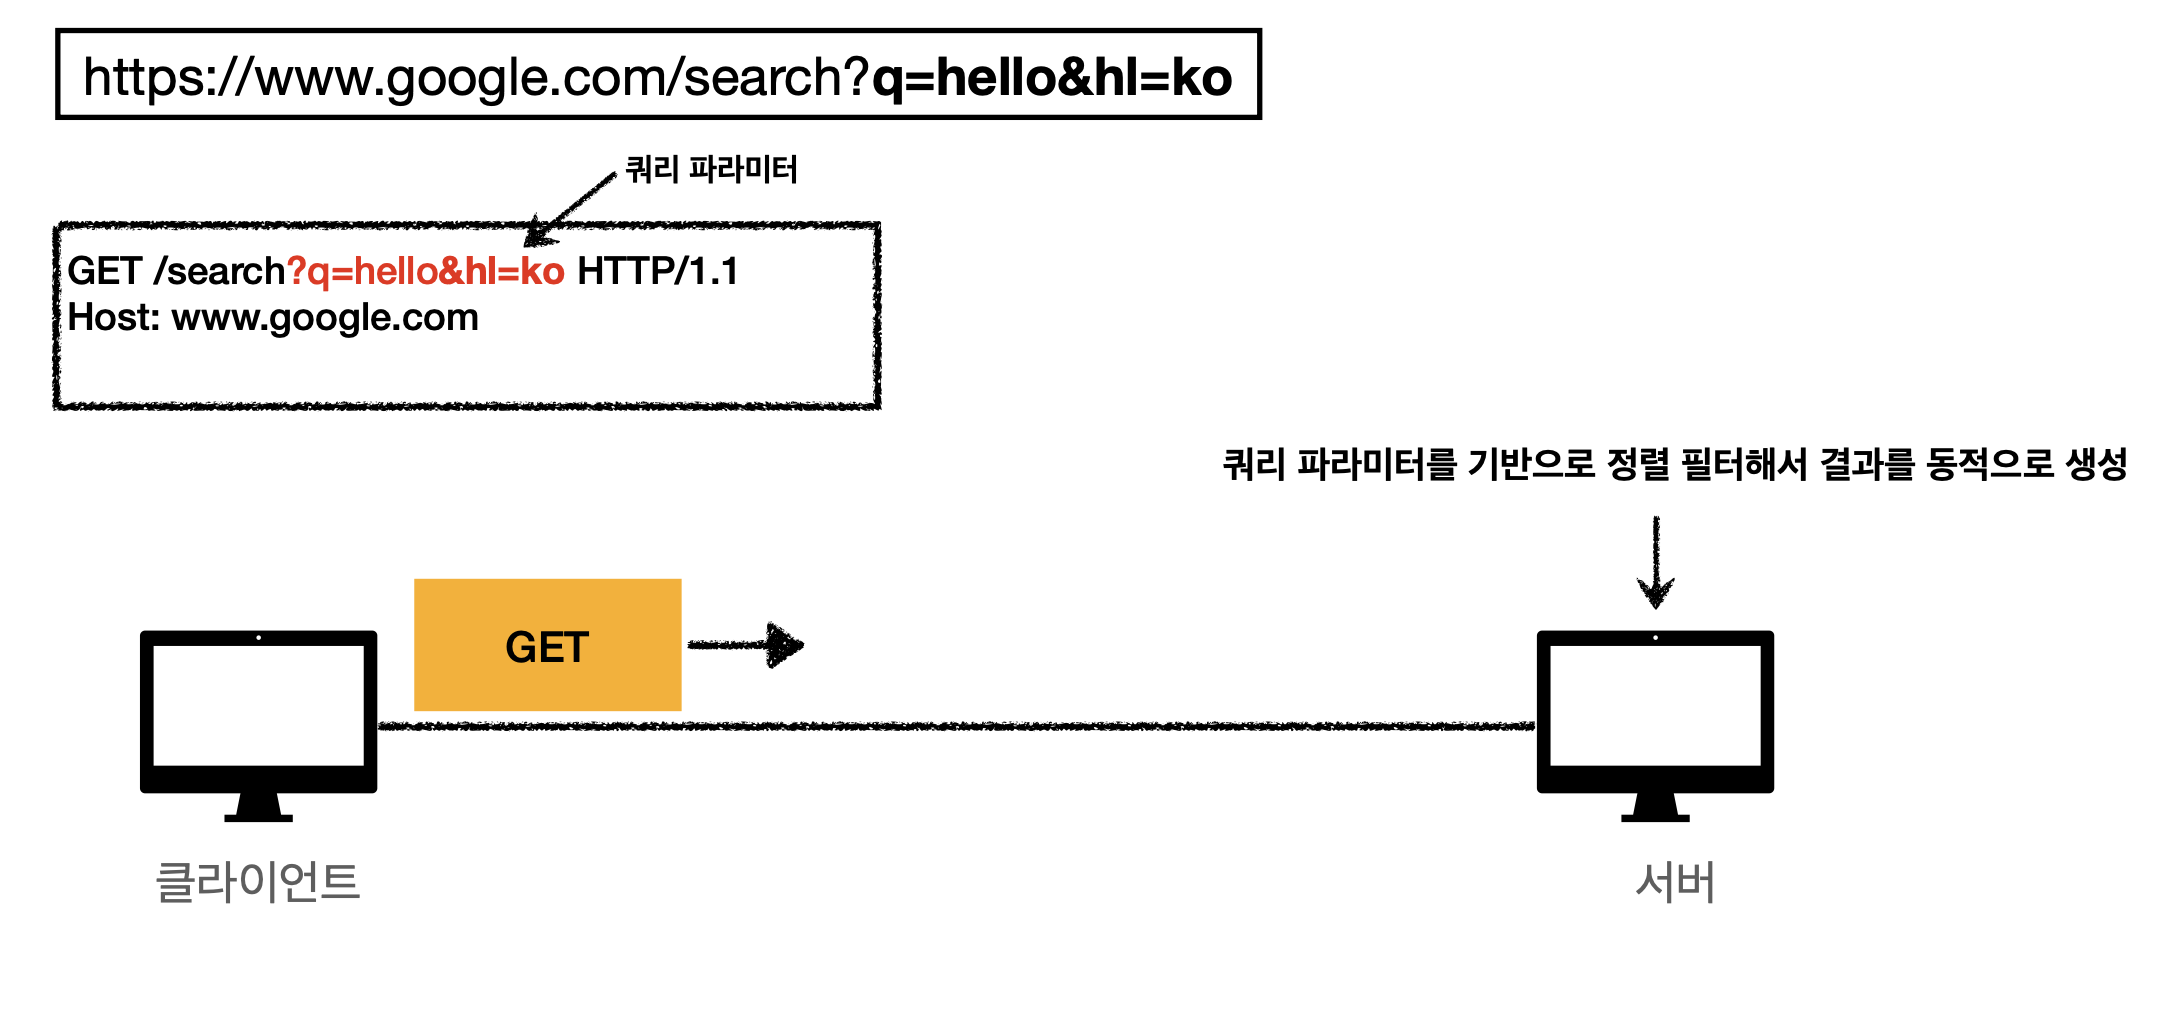 https://www.google.com/search?q=hello&hl=ko
쿼리 파라미터
GET /search?q=hello&hl=ko HTTP/1.1
Host: www.google.com
쿼리 파라미터를 기반으로 정렬 필터해서 결과를 동적으로 생성
GET
클라이언트
서버